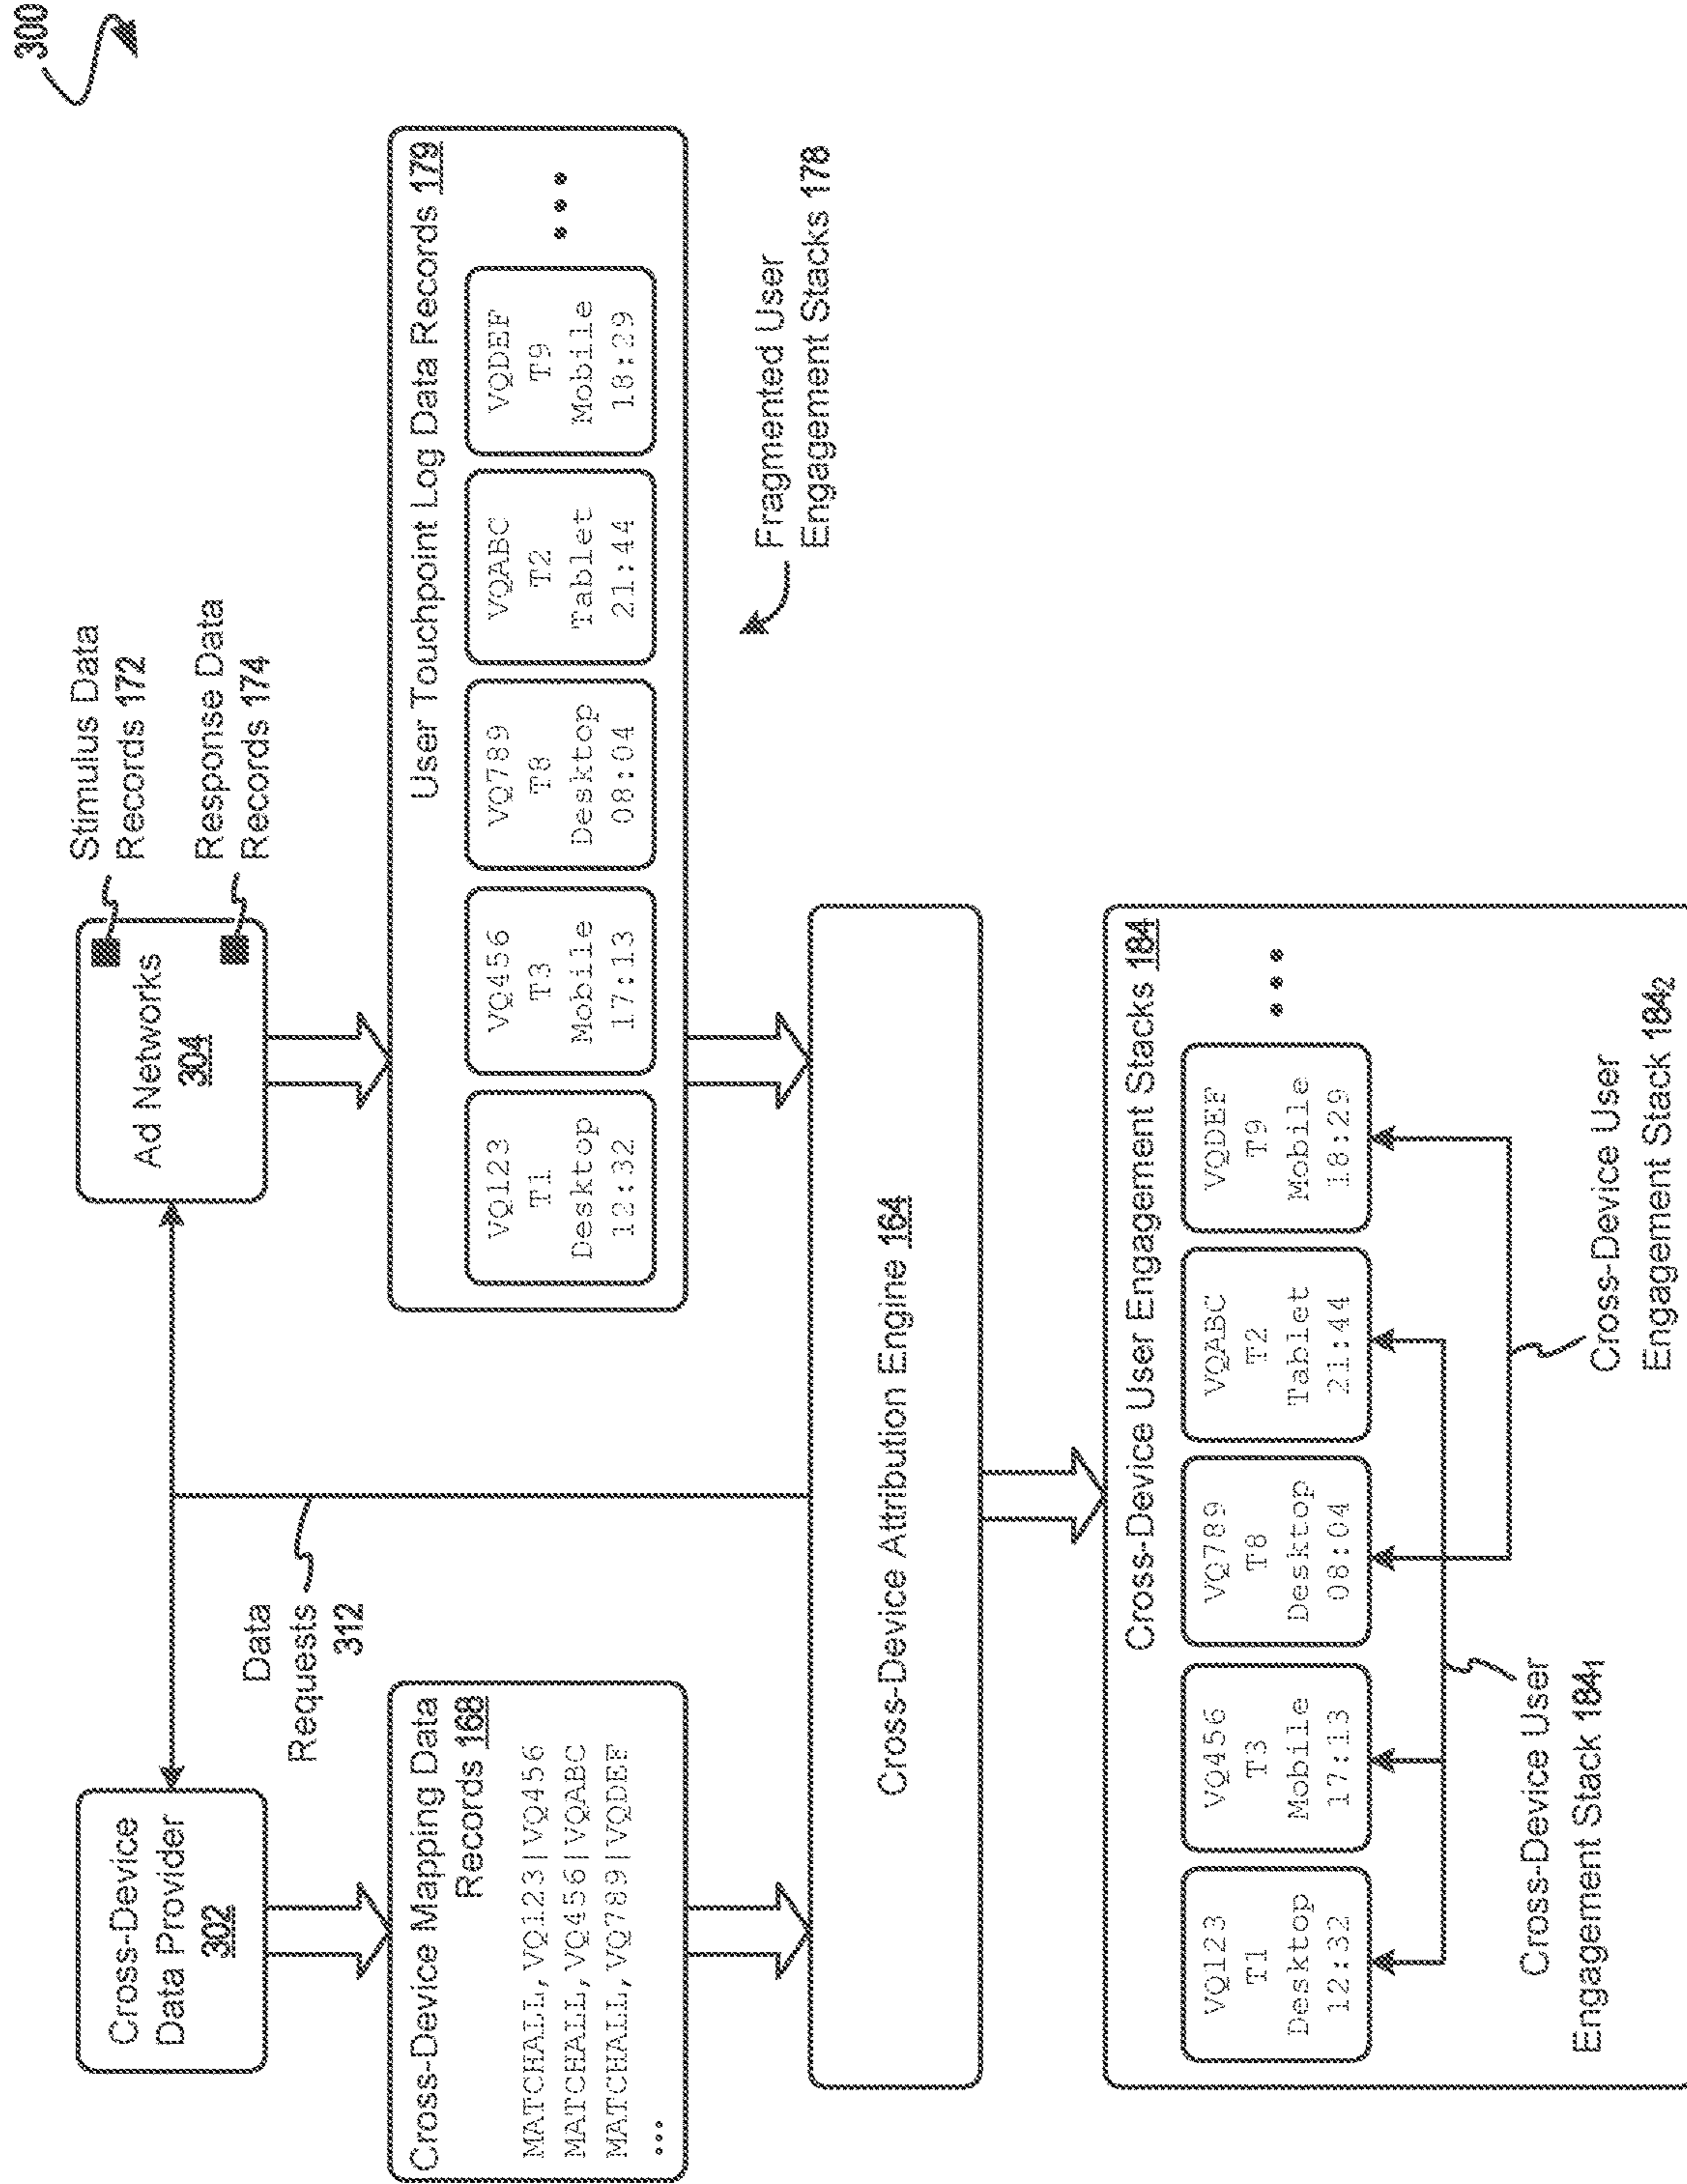 300
Cross-Device
Data Provider
302
Ad Networks
304
Stimulus Data
Records 172
Response Data
Records 174
Data
Requests
312
Cross-Device Mapping Data
Records 168
MATCHALL,VQ123|VQ456
MATCHALL,VQ456|VQABC
MATCHALL,VQ789|VQDEF
...
User Touchpoint Log Data Records 179
VQ123
T1
Desktop
12:32
VQ456
T3
Mobile
17:13
VQ789
T8
Desktop
08:04
VQABC
T2
Tablet
21:44
VQDEF
T9
Mobile
18:29
...
Fragmented User
Engagement Stacks 178
Cross-Device Attribution Engine 164
Cross-Device User Engagement Stacks 184
VQ123
T1
Desktop
12:32
VQ456
T3
Mobile
17:13
VQ789
T8
Desktop
08:04
VQABC
T2
Tablet
21:44
VQDEF
T9
Mobile
18:29
...
Cross-Device User
Engagement Stack 184₁
Cross-Device User
Engagement Stack 184₂